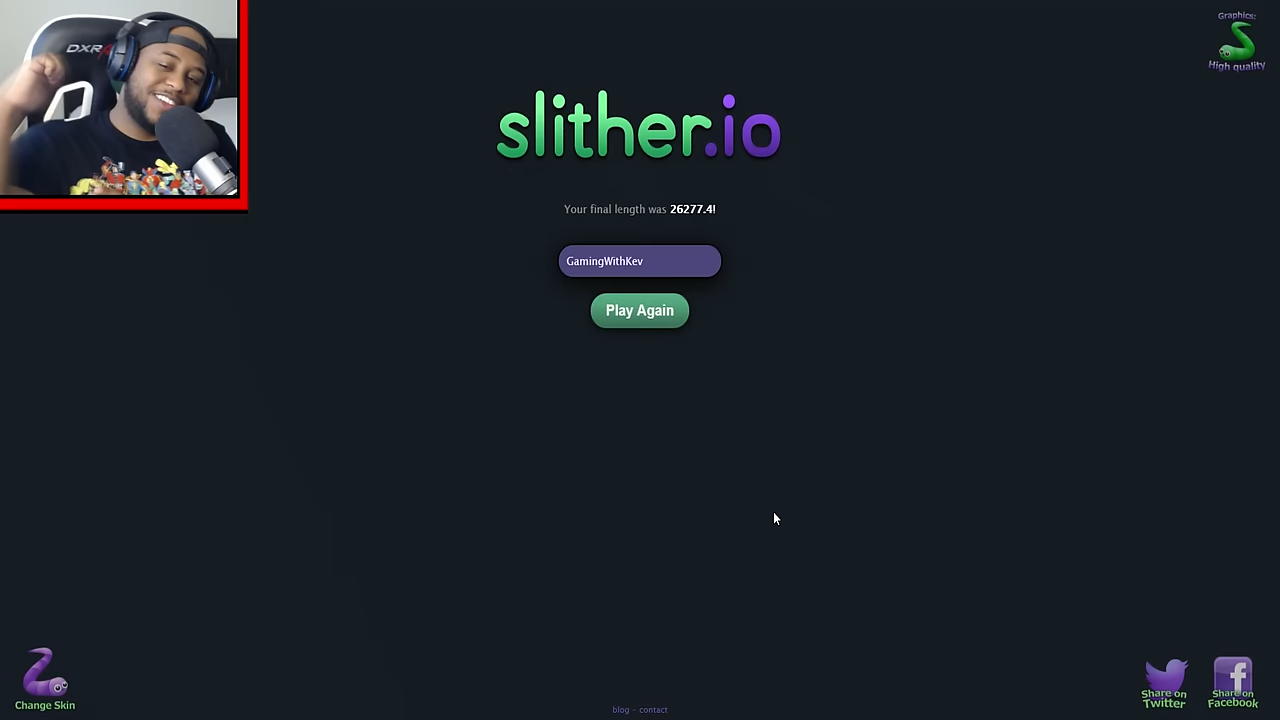 DXR
Graphics:
High quality
slither.io
Your final length was 26277.4!
GamingWithKev
Play Again
Change Skin
Share on
Twitter
Share on
Facebook
blog - contact